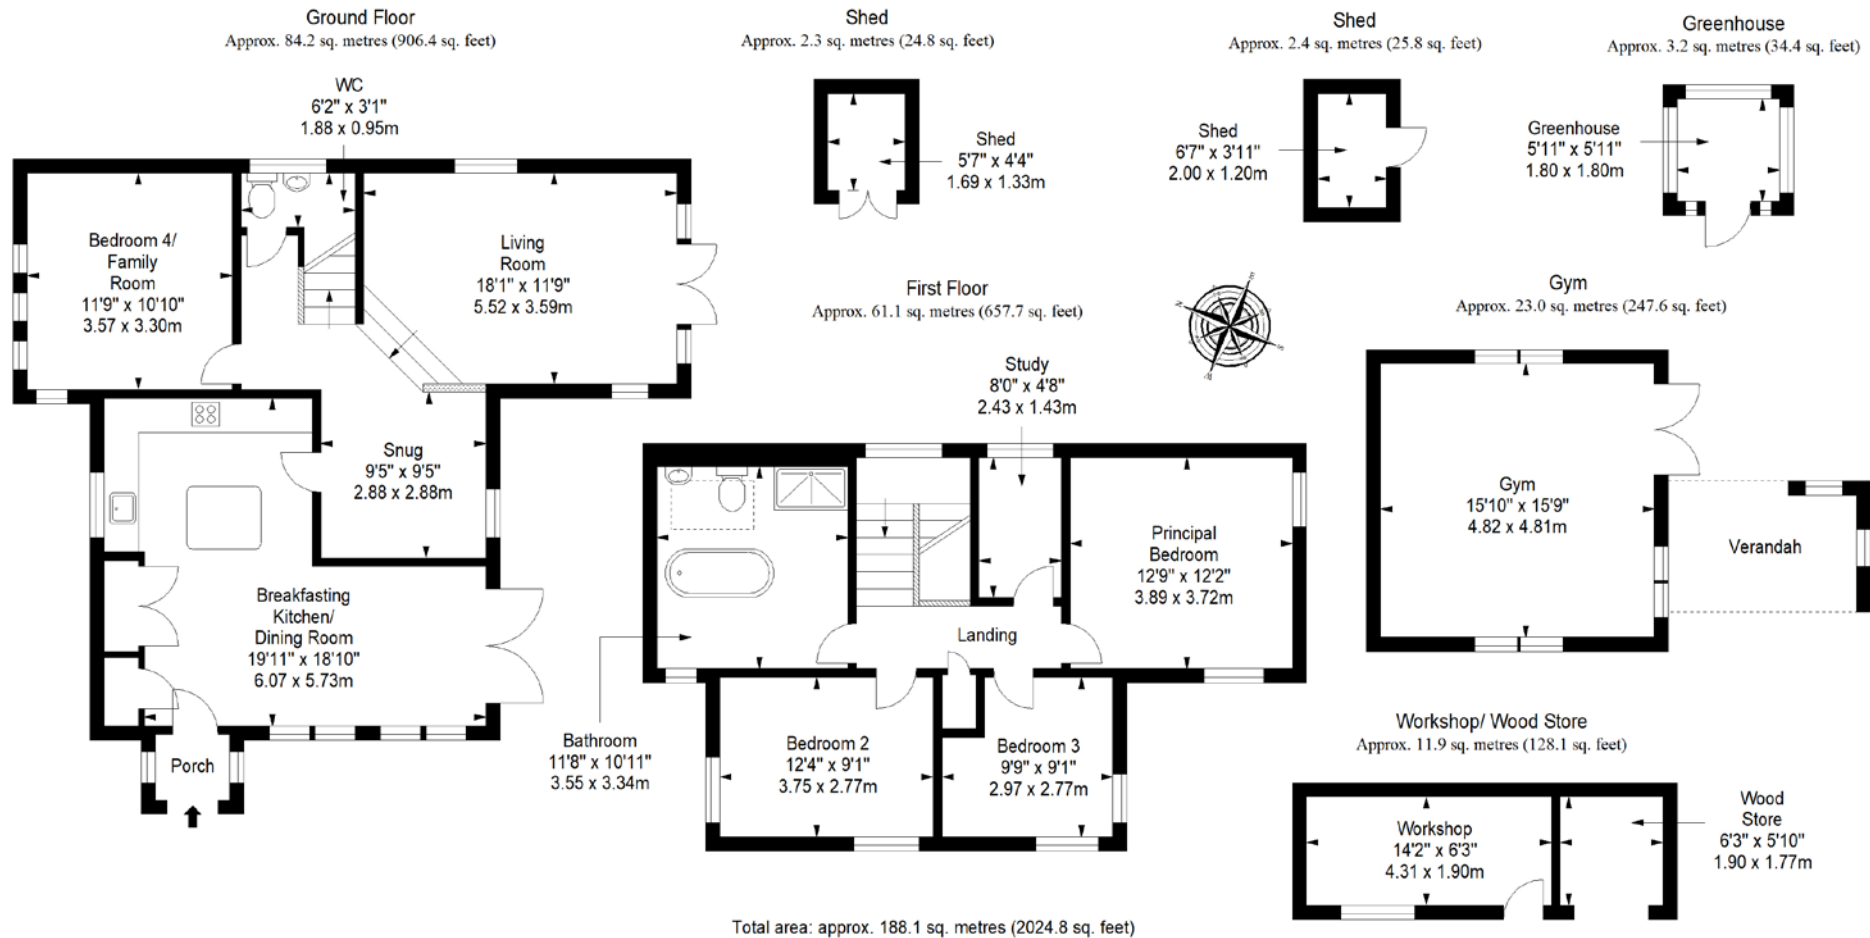 Ground Floor
Approx. 84.2 sq. metres (906.4 sq. feet)
Shed
Approx. 2.3 sq. metres (24.8 sq. feet)
Shed
Approx. 2.4 sq. metres (25.8 sq. feet)
Greenhouse
Approx. 3.2 sq. metres (34.4 sq. feet)
WC
6'2" x 3'1"
1.88 x 0.95m
Shed
5'7" x 4'4"
1.69 x 1.33m
Shed
6'7" x 3'11"
2.00 x 1.20m
Greenhouse
5'11" x 5'11"
1.80 x 1.80m
Bedroom 4/
Family
Room
11'9" x 10'10"
3.57 x 3.30m
Living
Room
18'1" x 11'9"
5.52 x 3.59m
First Floor
Approx. 61.1 sq. metres (657.7 sq. feet)
Gym
Approx. 23.0 sq. metres (247.6 sq. feet)
Study
8'0" x 4'8"
2.43 x 1.43m
Snug
9'5" x 9'5"
2.88 x 2.88m
Gym
15'10" x 15'9"
4.82 x 4.81m
Verandah
Principal
Bedroom
12'9" x 12'2"
3.89 x 3.72m
Breakfasting
Kitchen/
Dining Room
19'11" x 18'10"
6.07 x 5.73m
Landing
Porch
Bathroom
11'8" x 10'11"
3.55 x 3.34m
Bedroom 2
12'4" x 9'1"
3.75 x 2.77m
Bedroom 3
9'9" x 9'1"
2.97 x 2.77m
Workshop/ Wood Store
Approx. 11.9 sq. metres (128.1 sq. feet)
Workshop
14'2" x 6'3"
4.31 x 1.90m
Wood
Store
6'3" x 5'10"
1.90 x 1.77m
Total area: approx. 188.1 sq. metres (2024.8 sq. feet)